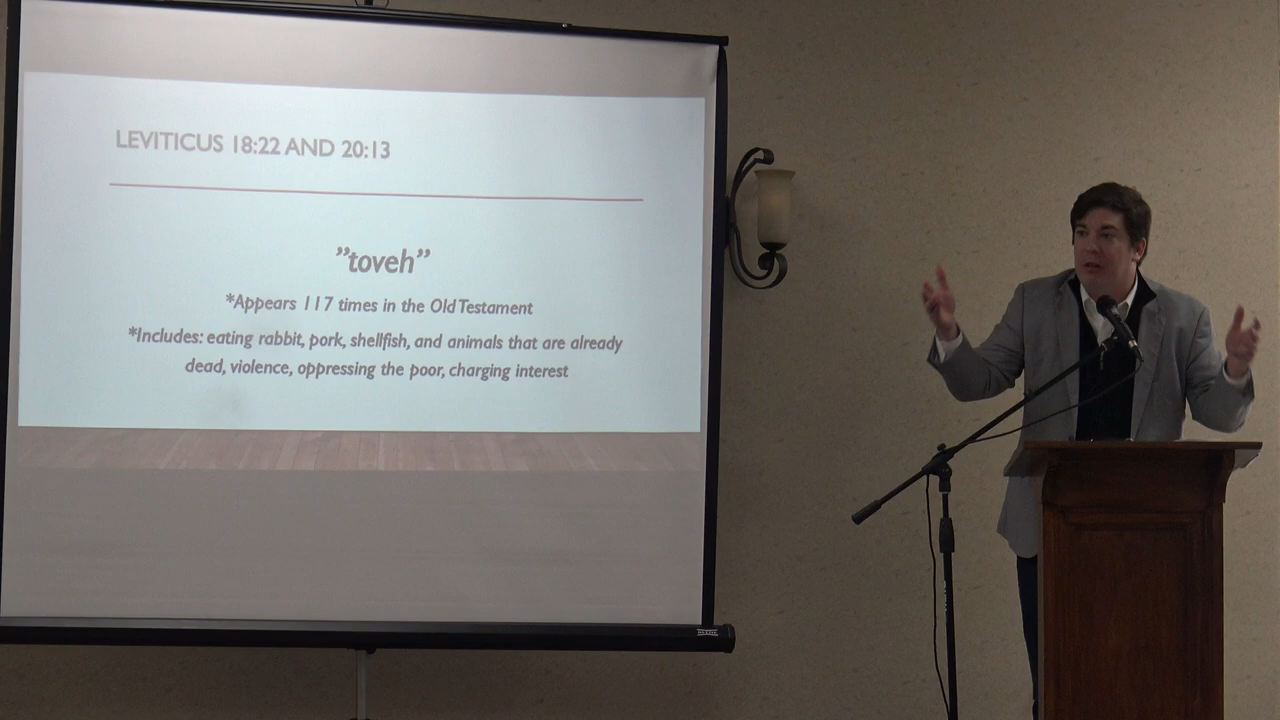 LEVITICUS 18:22 AND 20:13
”toveh”
*Appears 117 times in the Old Testament
*Includes: eating rabbit, pork, shellfish, and animals that are already
dead, violence, oppressing the poor, charging interest